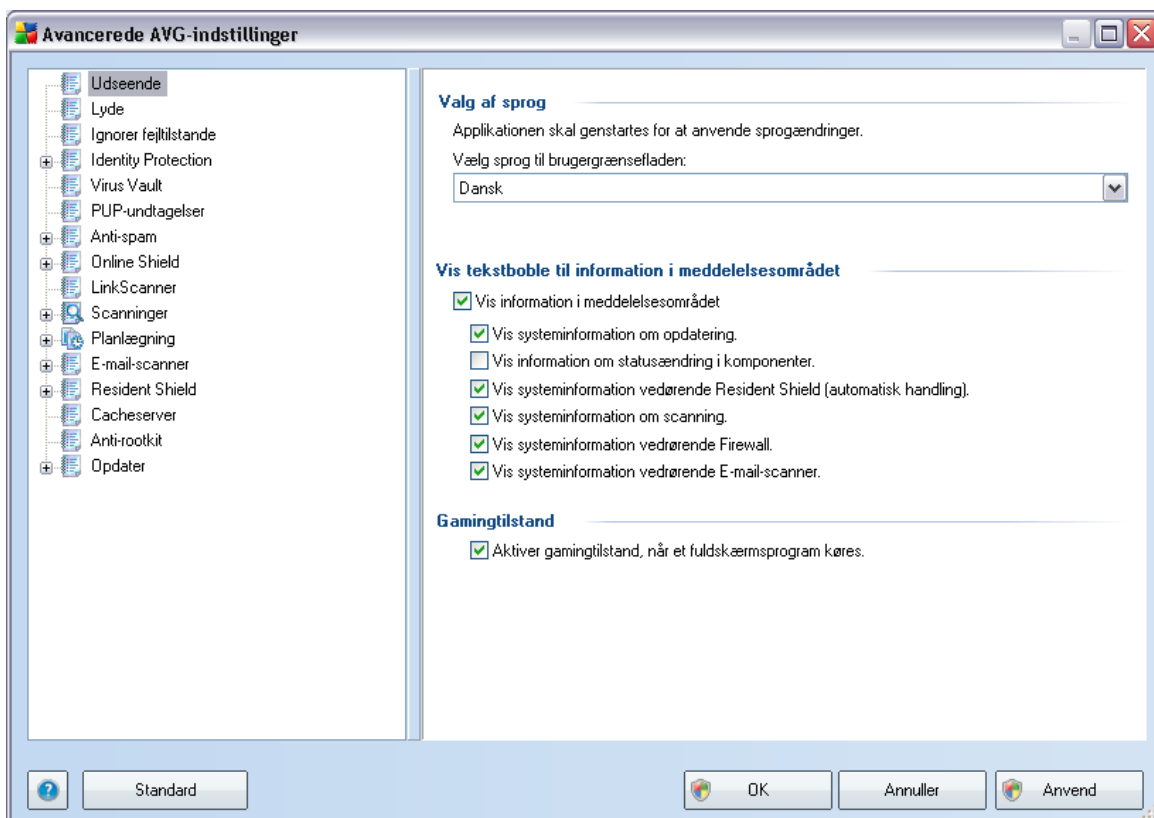 Avancerede AVG-indstillinger
Udseende
Lyde
Ignorer fejltilstande
Identity Protection
Virus Vault
PUP-undtagelser
Anti-spam
Online Shield
LinkScanner
Scanninger
Planlægning
E-mail-scanner
Resident Shield
Cacheserver
Anti-rootkit
Opdater
Valg af sprog
Applikationen skal genstartes for at anvende sprogændringer.
Vælg sprog til brugergrænsefladen:
Dansk
Vis tekstboble til information i meddelelsesområdet
Vis information i meddelelsesområdet
Vis systeminformation om opdatering.
Vis information om statusændring i komponenter.
Vis systeminformation vedørende Resident Shield (automatisk handling).
Vis systeminformation om scanning.
Vis systeminformation vedrørende Firewall.
Vis systeminformation vedrørende E-mail-scanner.
Gamingtilstand
Aktiver gamingtilstand, når et fuldskærmsprogram køres.
Standard
OK
Annuller
Anvend